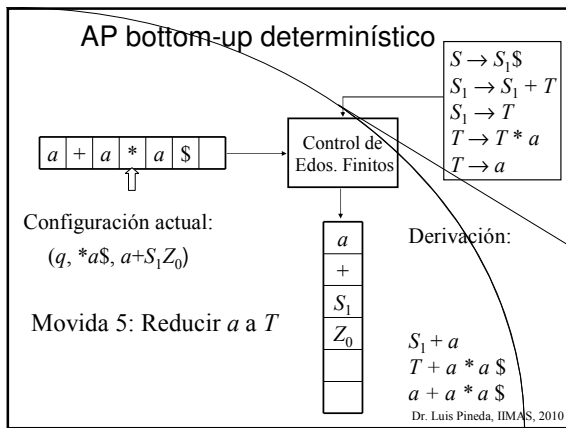 AP bottom-up determinístico
S → S₁$
S₁ → S₁ + T
S₁ → T
T → T * a
T → a
a + a * a $
Control de
Edos. Finitos
Configuración actual:
(q, *a$, a+S₁Z₀)
Movida 5: Reducir a a T
a
+
S₁
Z₀
Derivación:
S₁ + a
T + a * a $
a + a * a $
Dr. Luis Pineda, IIMAS, 2010